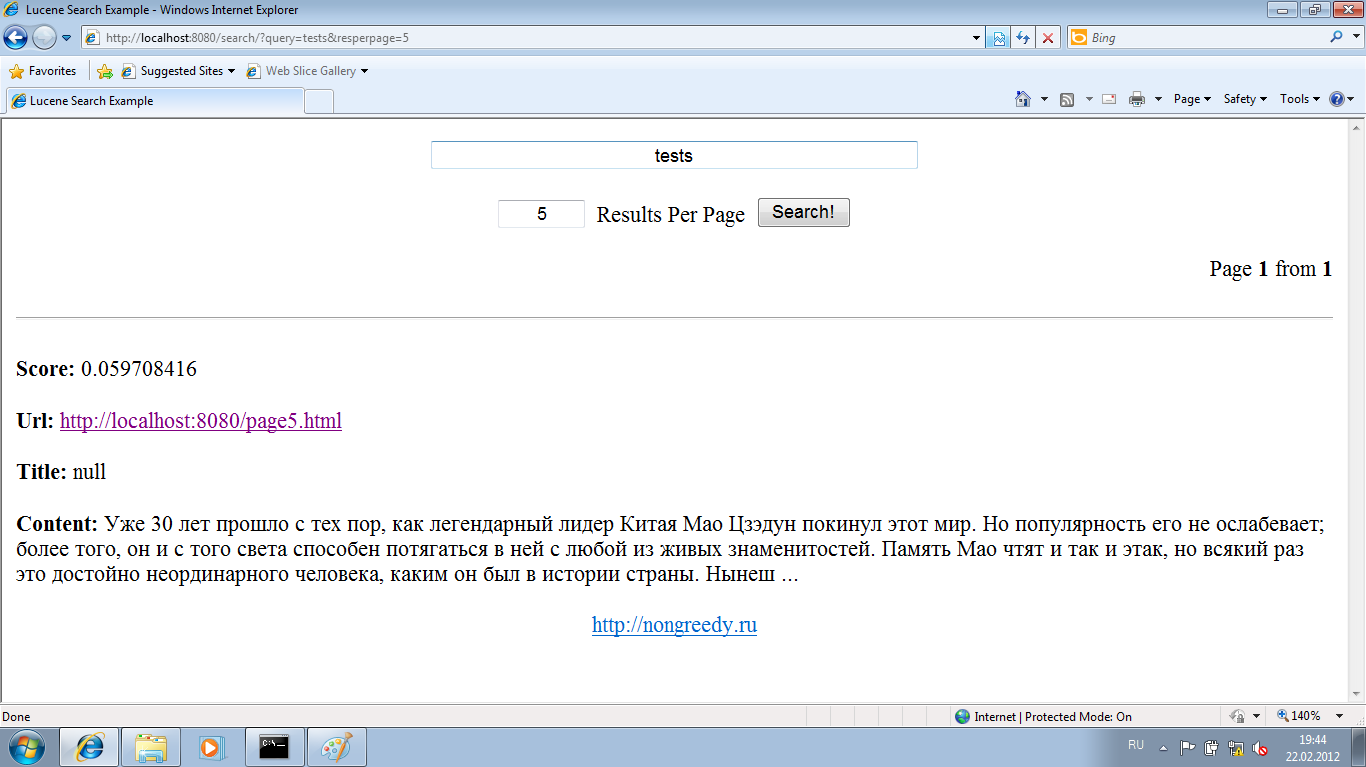 Lucene Search Example - Windows Internet Explorer
http://localhost:8080/search/?query=tests&resperpage=5
Bing
Favorites Suggested Sites Web Slice Gallery
Lucene Search Example
Page Safety Tools
tests
5 Results Per Page Search!
Page 1 from 1
Score: 0.059708416
Url: http://localhost:8080/page5.html
Title: null
Content: Уже 30 лет прошло с тех пор, как легендарный лидер Китая Мао Цзэдун покинул этот мир. Но популярность его не ослабевает;
более того, он и с того света способен потягаться в ней с любой из живых знаменитостей. Память Мао чтят и так и этак, но всякий раз
это достойно неординарного человека, каким он был в истории страны. Нынеш ...
http://nongreedy.ru
Done Internet | Protected Mode: On 140%
C:\_
RU 19:44
22.02.2012